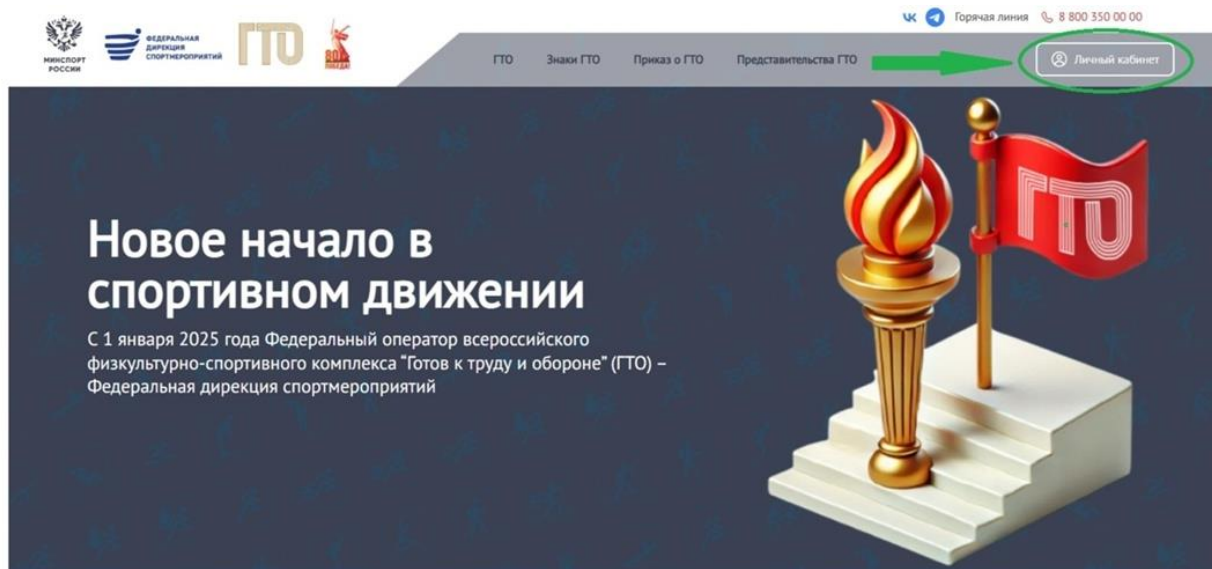 Горячая линия 8 800 350 00 00
МИНСПОРТ
РОССИИ
ФЕДЕРАЛЬНАЯ
ДИРЕКЦИЯ
СПОРТМЕРОПРИЯТИЙ
ГТО
80
ПОБЕДА!
ГТО Знаки ГТО Приказ о ГТО Представительства ГТО Личный кабинет
Новое начало в
спортивном движении
С 1 января 2025 года Федеральный оператор всероссийского
физкультурно-спортивного комплекса "Готов к труду и обороне" (ГТО) –
Федеральная дирекция спортмероприятий
ГТО